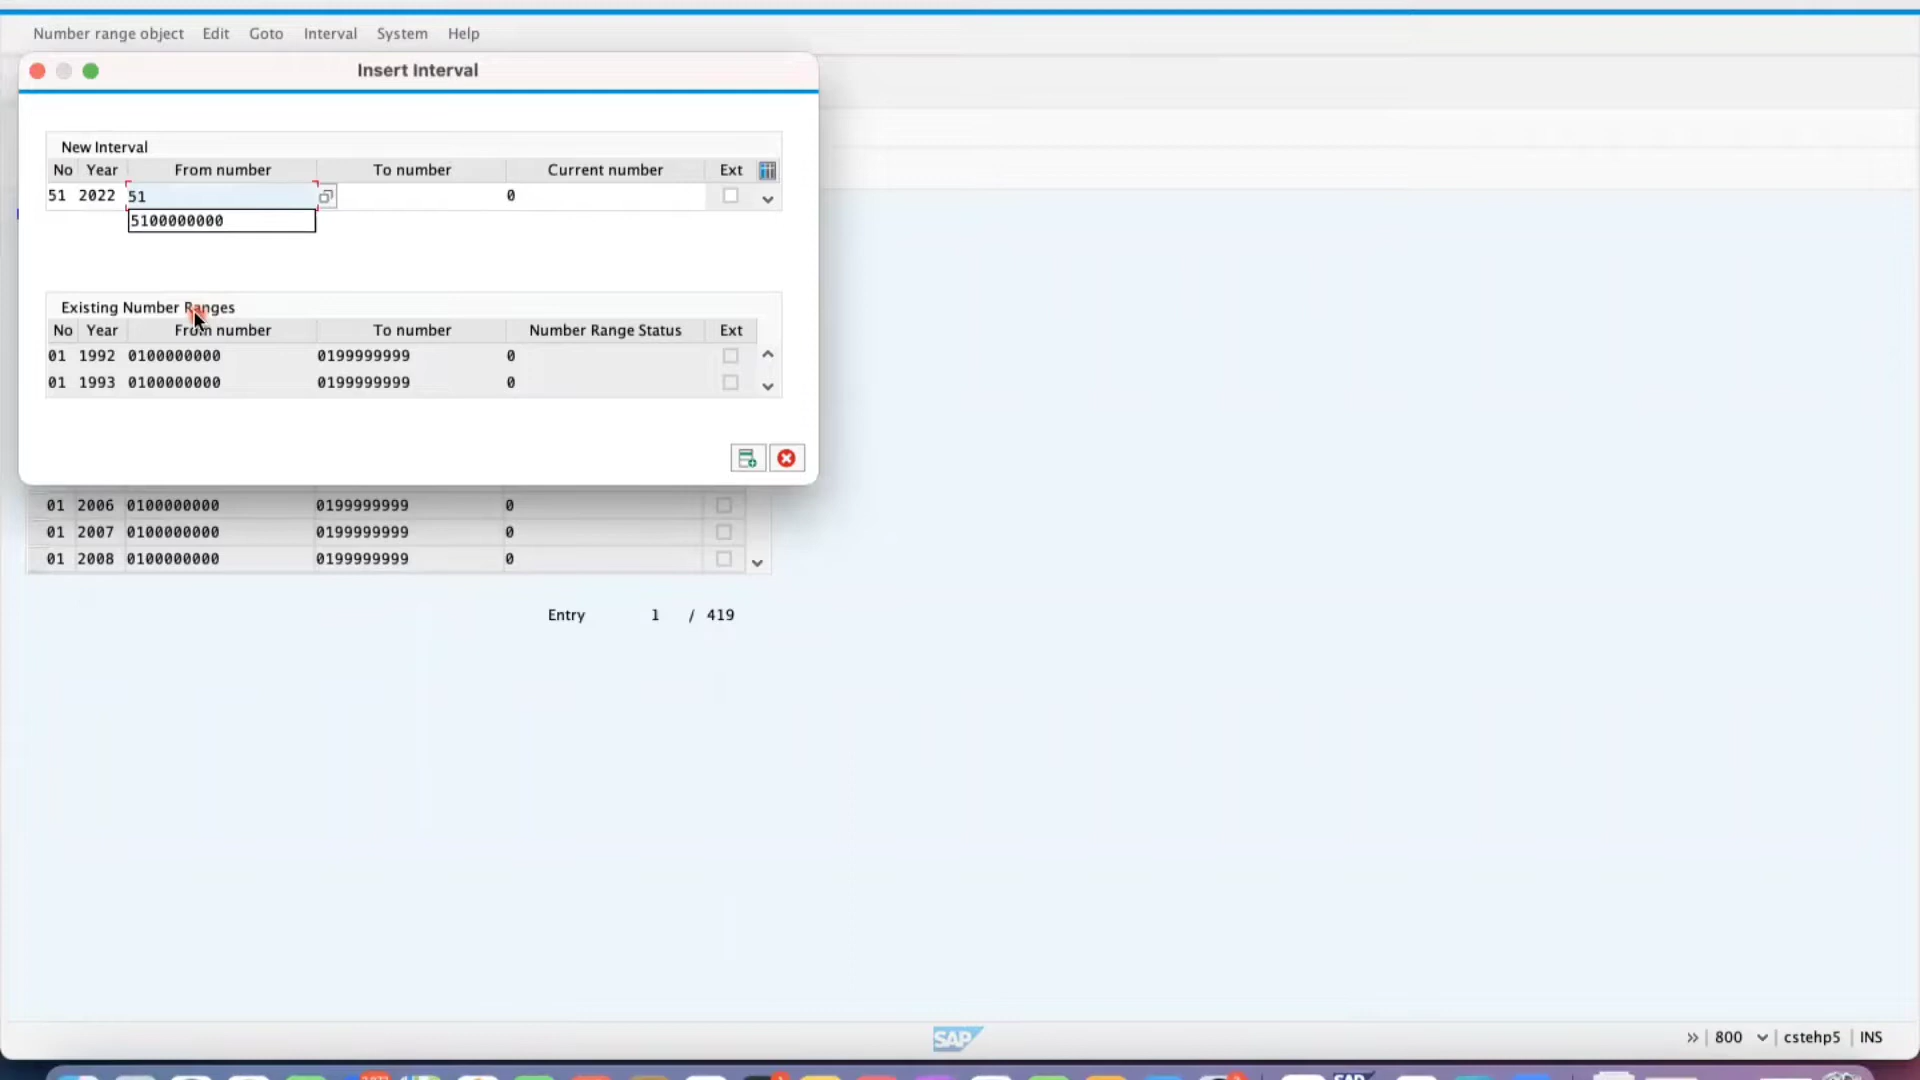 Number range object Edit Goto Interval System Help
Insert Interval
New Interval
No Year From number To number Current number Ext
51 2022 51 0
5100000000
Existing Number Ranges
No Year From number To number Number Range Status Ext
01 1992 0100000000 0199999999 0
01 1993 0100000000 0199999999 0
01 2006 0100000000 0199999999 0
01 2007 0100000000 0199999999 0
01 2008 0100000000 0199999999 0
Entry 1 / 419
SAP
» 800 cstehp5 INS